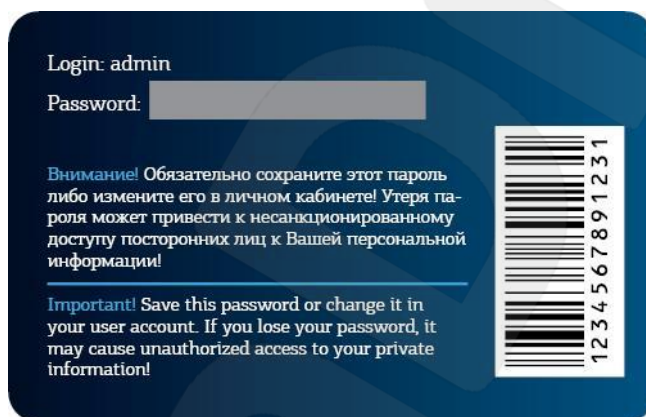 Login: admin
Password:
Внимание! Обязательно сохраните этот пароль
либо измените его в личном кабинете! Утеря па-
роля может привести к несанкционированному
доступу посторонних лиц к Вашей персональной
информации!
Important! Save this password or change it in
your user account. If you lose your password, it
may cause unauthorized access to your private
information!
1234567891231